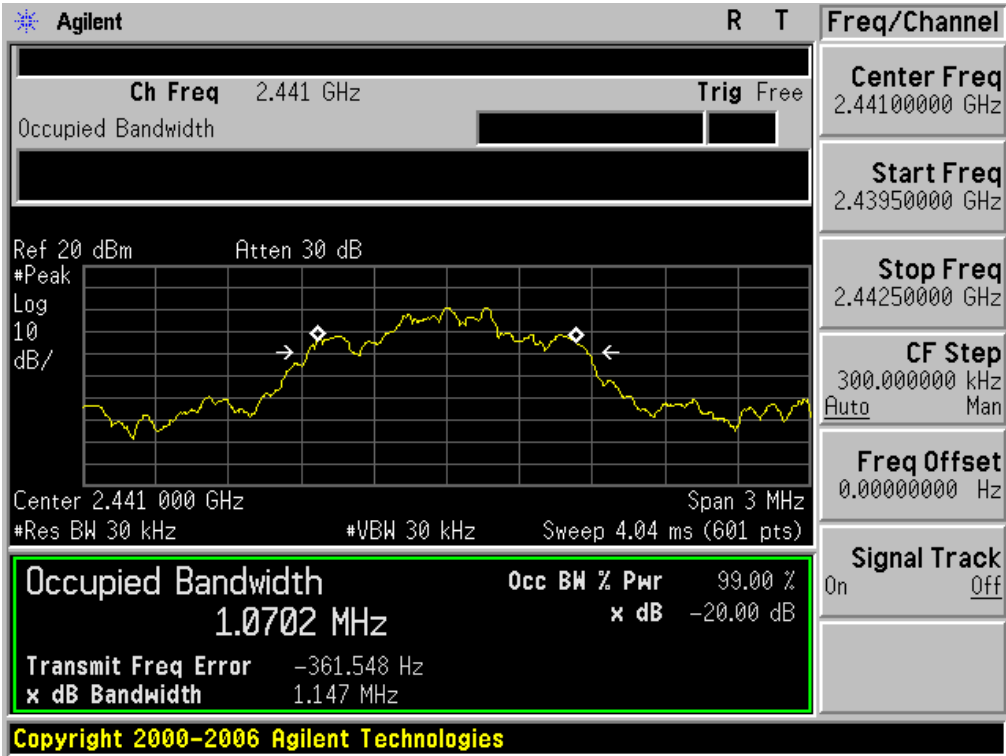 Agilent R T
Freq/Channel
Ch Freq 2.441 GHz Trig Free
Occupied Bandwidth
Ref 20 dBm Atten 30 dB
#Peak
Log
10
dB/
Center 2.441 000 GHz Span 3 MHz
#Res BW 30 kHz #VBW 30 kHz Sweep 4.04 ms (601 pts)
Occupied Bandwidth
1.0702 MHz
Occ BW % Pwr 99.00 %
x dB -20.00 dB
Transmit Freq Error -361.548 Hz
x dB Bandwidth 1.147 MHz
Center Freq
2.44100000 GHz
Start Freq
2.43950000 GHz
Stop Freq
2.44250000 GHz
CF Step
300.000000 kHz
Auto Man
Freq Offset
0.00000000 Hz
Signal Track
On Off
Copyright 2000-2006 Agilent Technologies